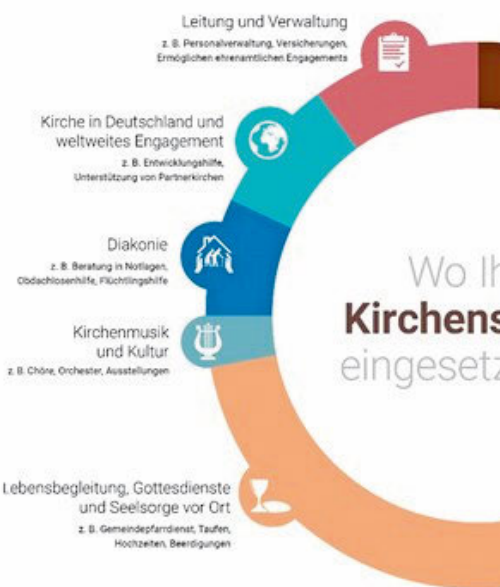 Leitung und Verwaltung
z. B. Personalverwaltung, Versicherungen,
Ermöglichen ehrenamtlichen Engagements
Kirche in Deutschland und
weltweites Engagement
z. B. Entwicklungshilfe,
Unterstützung von Partnerkirchen
Diakonie
z. B. Beratung in Notlagen,
Obdachlosenhilfe, Flüchtlingshilfe
Wo Ih
Kirchens
eingesetz
Kirchenmusik
und Kultur
z. B. Chöre, Orchester, Ausstellungen
Lebensbegleitung, Gottesdienste
und Seelsorge vor Ort
z. B. Gemeindepfarrdienst, Taufen,
Hochzeiten, Beerdigungen